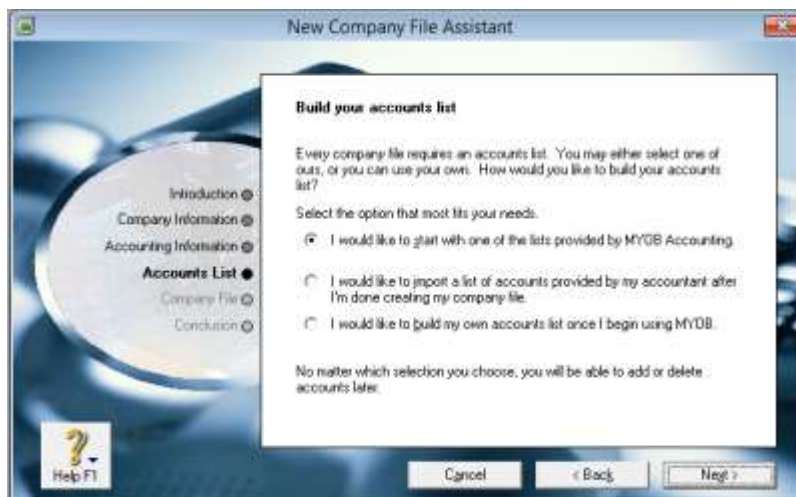 New Company File Assistant
Build your accounts list
Every company file requires an accounts list. You may either select one of
ours, or you can use your own. How would you like to build your accounts
list?
Select the option that most fits your needs.
I would like to start with one of the lists provided by MYOB Accounting.
I would like to import a list of accounts provided by my accountant after
I'm done creating my company file.
I would like to build my own accounts list once I begin using MYOB.
No matter which selection you choose, you will be able to add or delete
accounts later.
Introduction
Company Information
Accounting Information
Accounts List
Company File
Conclusion
Help F1
Cancel
< Back
Next >